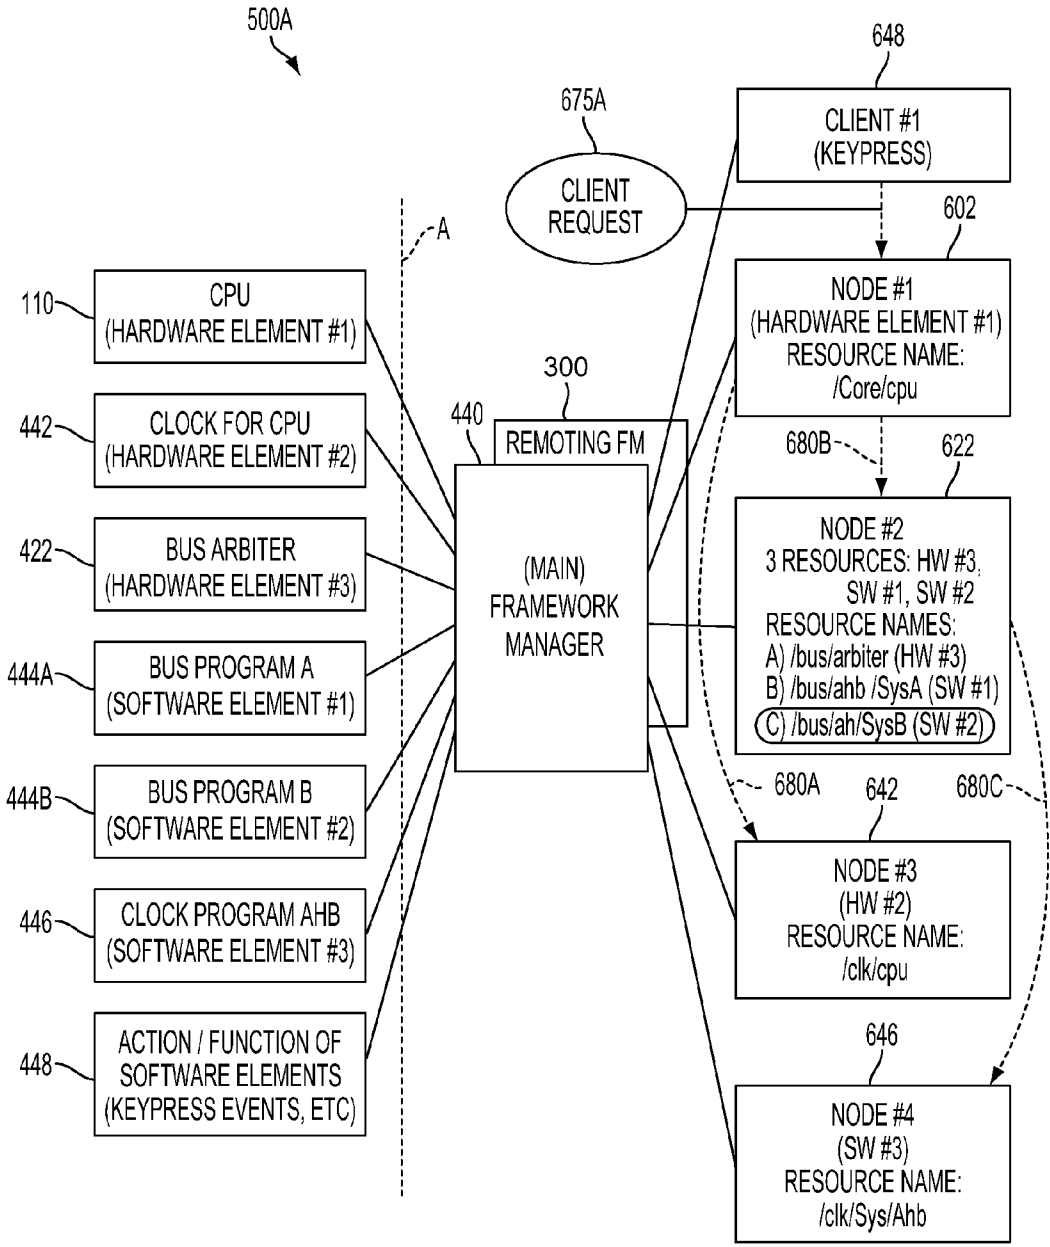 500A
648
CLIENT #1
(KEYPRESS)
675A
CLIENT
REQUEST
A
602
NODE #1
(HARDWARE ELEMENT #1)
RESOURCE NAME:
/Core/cpu
110
CPU
(HARDWARE ELEMENT #1)
442
CLOCK FOR CPU
(HARDWARE ELEMENT #2)
422
BUS ARBITER
(HARDWARE ELEMENT #3)
444A
BUS PROGRAM A
(SOFTWARE ELEMENT #1)
444B
BUS PROGRAM B
(SOFTWARE ELEMENT #2)
446
CLOCK PROGRAM AHB
(SOFTWARE ELEMENT #3)
448
ACTION / FUNCTION OF
SOFTWARE ELEMENTS
(KEYPRESS EVENTS, ETC)
300
440
REMOTING FM
(MAIN)
FRAMEWORK
MANAGER
680B
622
NODE #2
3 RESOURCES: HW #3,
SW #1, SW #2
RESOURCE NAMES:
A) /bus/arbiter (HW #3)
B) /bus/ahb /SysA (SW #1)
C) /bus/ah/SysB (SW #2)
680A
642
680C
NODE #3
(HW #2)
RESOURCE NAME:
/clk/cpu
646
NODE #4
(SW #3)
RESOURCE NAME:
/clk/Sys/Ahb